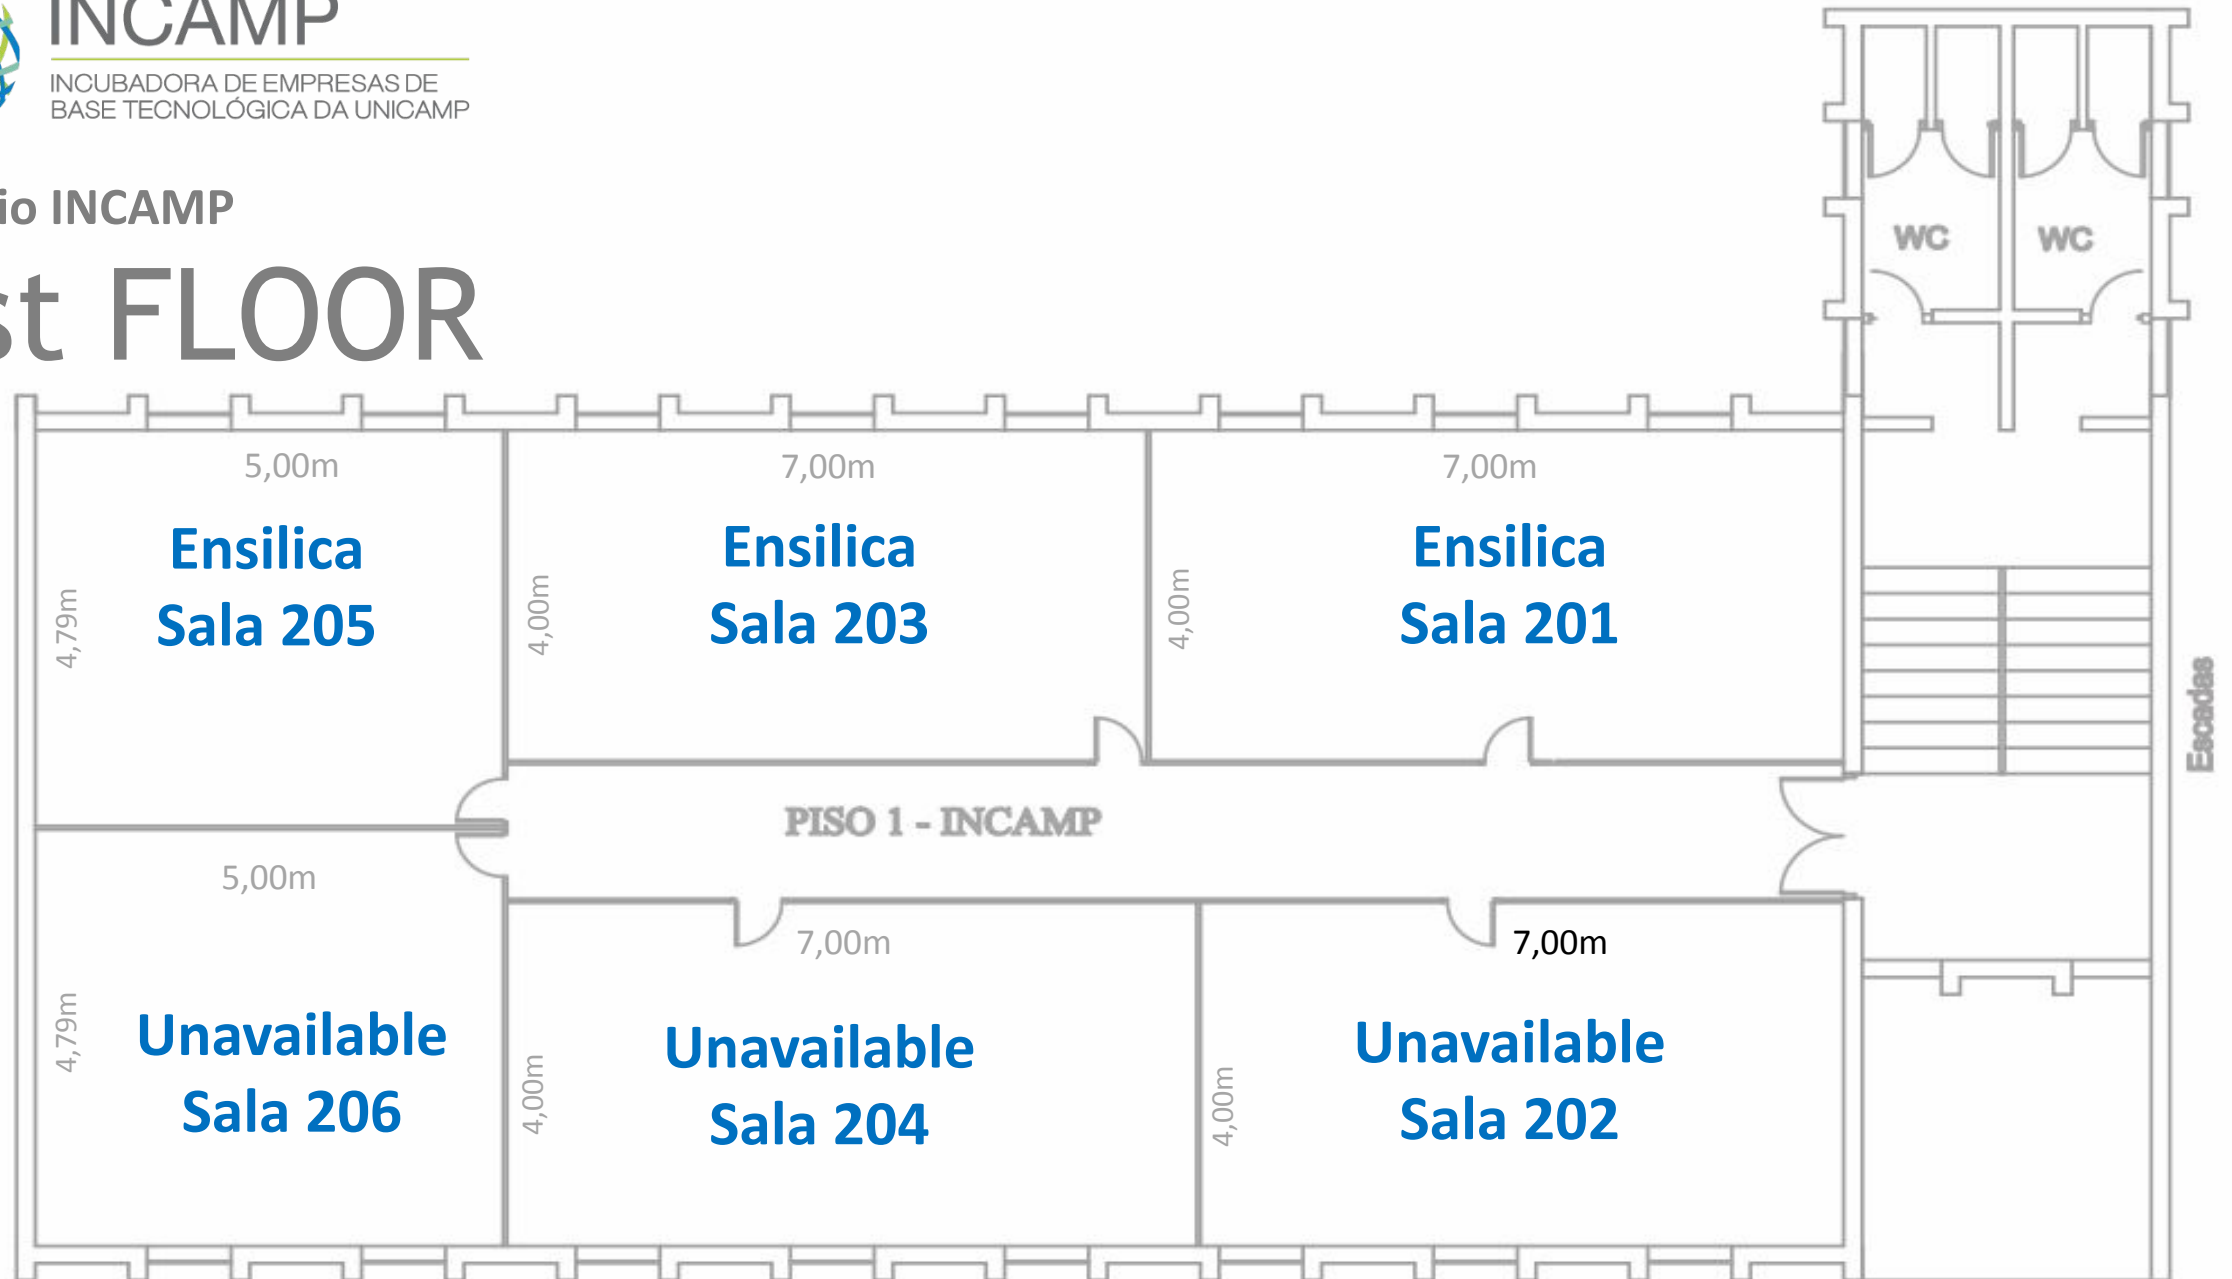 INCAMP
INCUBADORA DE EMPRESAS DE
BASE TECNOLÓGICA DA UNICAMP
INCAMP
FLOOR
WC
WC
5,00m
7,00m
7,00m
Ensilica
Sala 205
Ensilica
Sala 203
Ensilica
Sala 201
4,79m
4,00m
4,00m
Escadas
PISO 1 - INCAMP
5,00m
7,00m
7,00m
Unavailable
Sala 206
Unavailable
Sala 204
Unavailable
Sala 202
4,79m
4,00m
4,00m